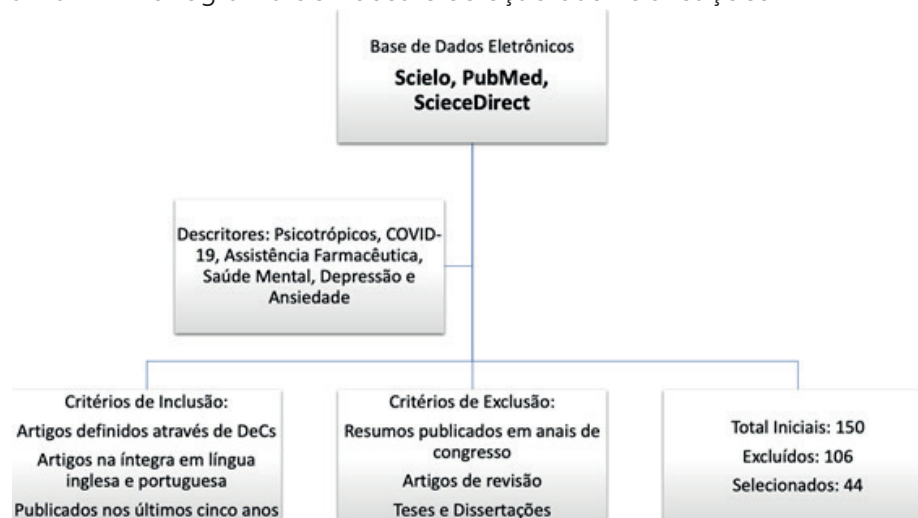 Base de Dados Eletrônicos
Scielo, PubMed,
ScieceDirect
Descritores: Psicotrópicos, COVID-
19, Assistência Farmacêutica,
Saúde Mental, Depressão e
Ansiedade
Critérios de Inclusão:
Artigos definidos através de DeCs
Artigos na íntegra em língua
inglesa e portuguesa
Publicados nos últimos cinco anos
Critérios de Exclusão:
Resumos publicados em anais de
congresso
Artigos de revisão
Teses e Dissertações
Total Iniciais: 150
Excluídos: 106
Selecionados: 44